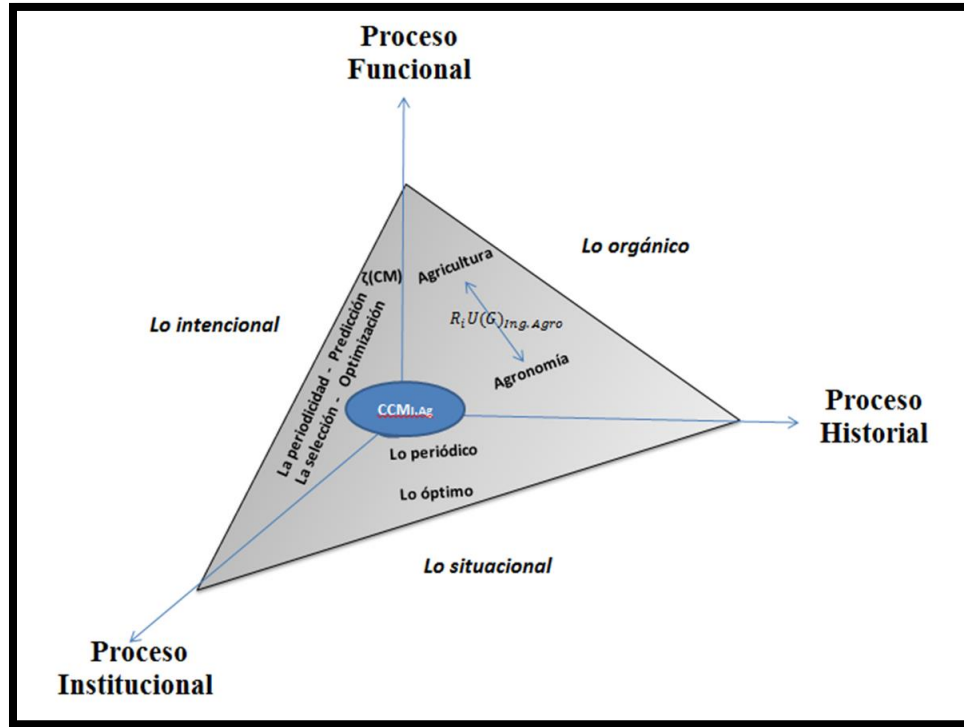 Proceso
Funcional
Lo orgánico
Lo intencional
ζ(CM)
Agricultura
R_i U(G)_{Ing.Agro}
Agronomía
La periodicidad - Predicción
La selección - Optimización
CCMI.Ag
Proceso
Historial
Lo periódico
Lo óptimo
Lo situacional
Proceso
Institucional